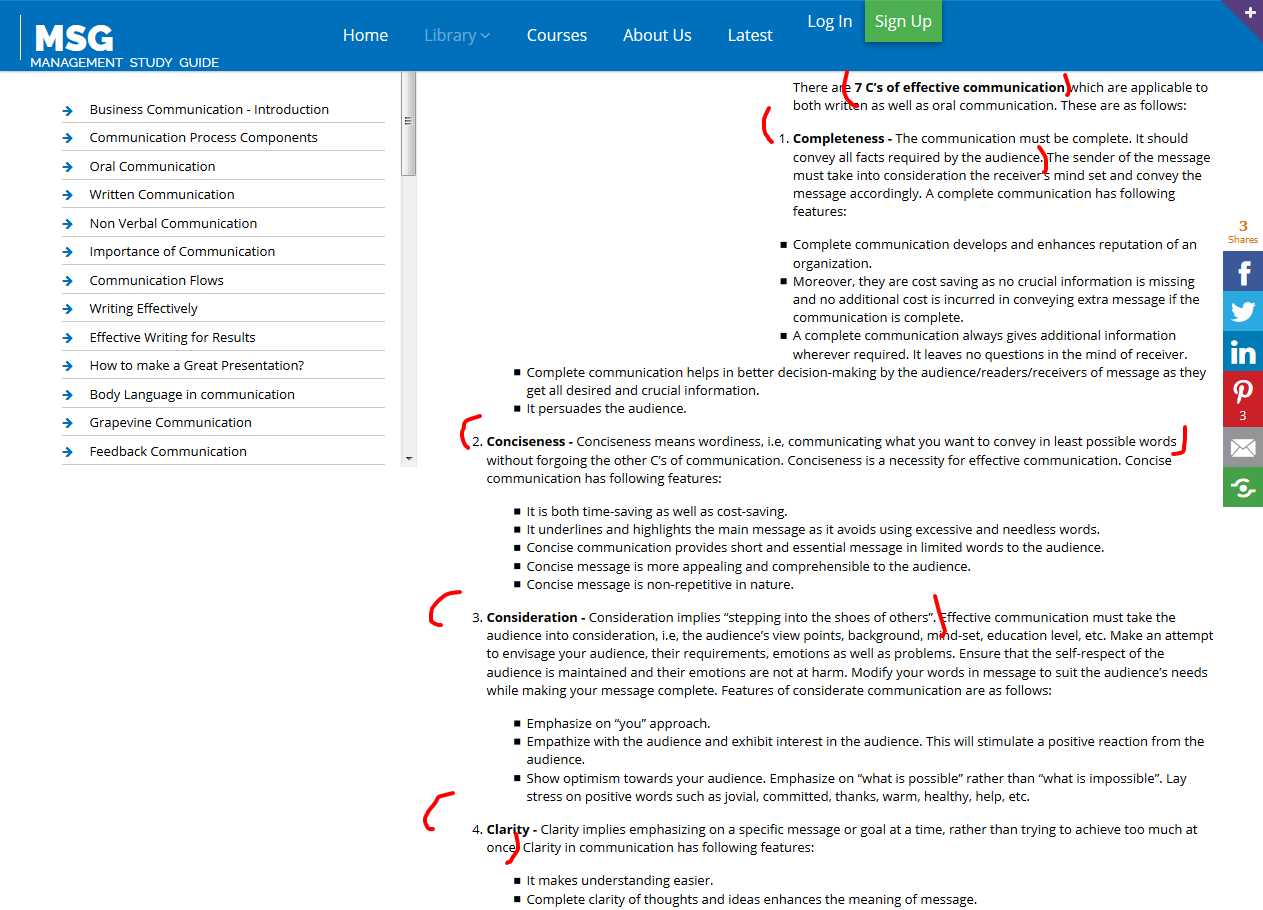 MSG
MANAGEMENT STUDY GUIDE
Home
Library
Courses
About Us
Latest
Log In
Sign Up
+
Business Communication - Introduction
Communication Process Components
Oral Communication
Written Communication
Non Verbal Communication
Importance of Communication
Communication Flows
Writing Effectively
Effective Writing for Results
How to make a Great Presentation?
Body Language in communication
Grapevine Communication
Feedback Communication
There are 7 C's of effective communication which are applicable to
both written as well as oral communication. These are as follows:
1. Completeness - The communication must be complete. It should
convey all facts required by the audience. The sender of the message
must take into consideration the receiver's mind set and convey the
message accordingly. A complete communication has following
features:
■ Complete communication develops and enhances reputation of an
organization.
■ Moreover, they are cost saving as no crucial information is missing
and no additional cost is incurred in conveying extra message if the
communication is complete.
■ A complete communication always gives additional information
wherever required. It leaves no questions in the mind of receiver.
■ Complete communication helps in better decision-making by the audience/readers/receivers of message as they
get all desired and crucial information.
■ It persuades the audience.
2. Conciseness - Conciseness means wordiness, i.e, communicating what you want to convey in least possible words
without forgoing the other C's of communication. Conciseness is a necessity for effective communication. Concise
communication has following features:
■ It is both time-saving as well as cost-saving.
■ It underlines and highlights the main message as it avoids using excessive and needless words.
■ Concise communication provides short and essential message in limited words to the audience.
■ Concise message is more appealing and comprehensible to the audience.
■ Concise message is non-repetitive in nature.
3. Consideration - Consideration implies “stepping into the shoes of others”. Effective communication must take the
audience into consideration, i.e, the audience's view points, background, mind-set, education level, etc. Make an attempt
to envisage your audience, their requirements, emotions as well as problems. Ensure that the self-respect of the
audience is maintained and their emotions are not at harm. Modify your words in message to suit the audience's needs
while making your message complete. Features of considerate communication are as follows:
■ Emphasize on “you” approach.
■ Empathize with the audience and exhibit interest in the audience. This will stimulate a positive reaction from the
audience.
■ Show optimism towards your audience. Emphasize on “what is possible” rather than “what is impossible”. Lay
stress on positive words such as jovial, committed, thanks, warm, healthy, help, etc.
4. Clarity - Clarity implies emphasizing on a specific message or goal at a time, rather than trying to achieve too much at
once. Clarity in communication has following features:
■ It makes understanding easier.
■ Complete clarity of thoughts and ideas enhances the meaning of message.
3
Shares
f
in
3